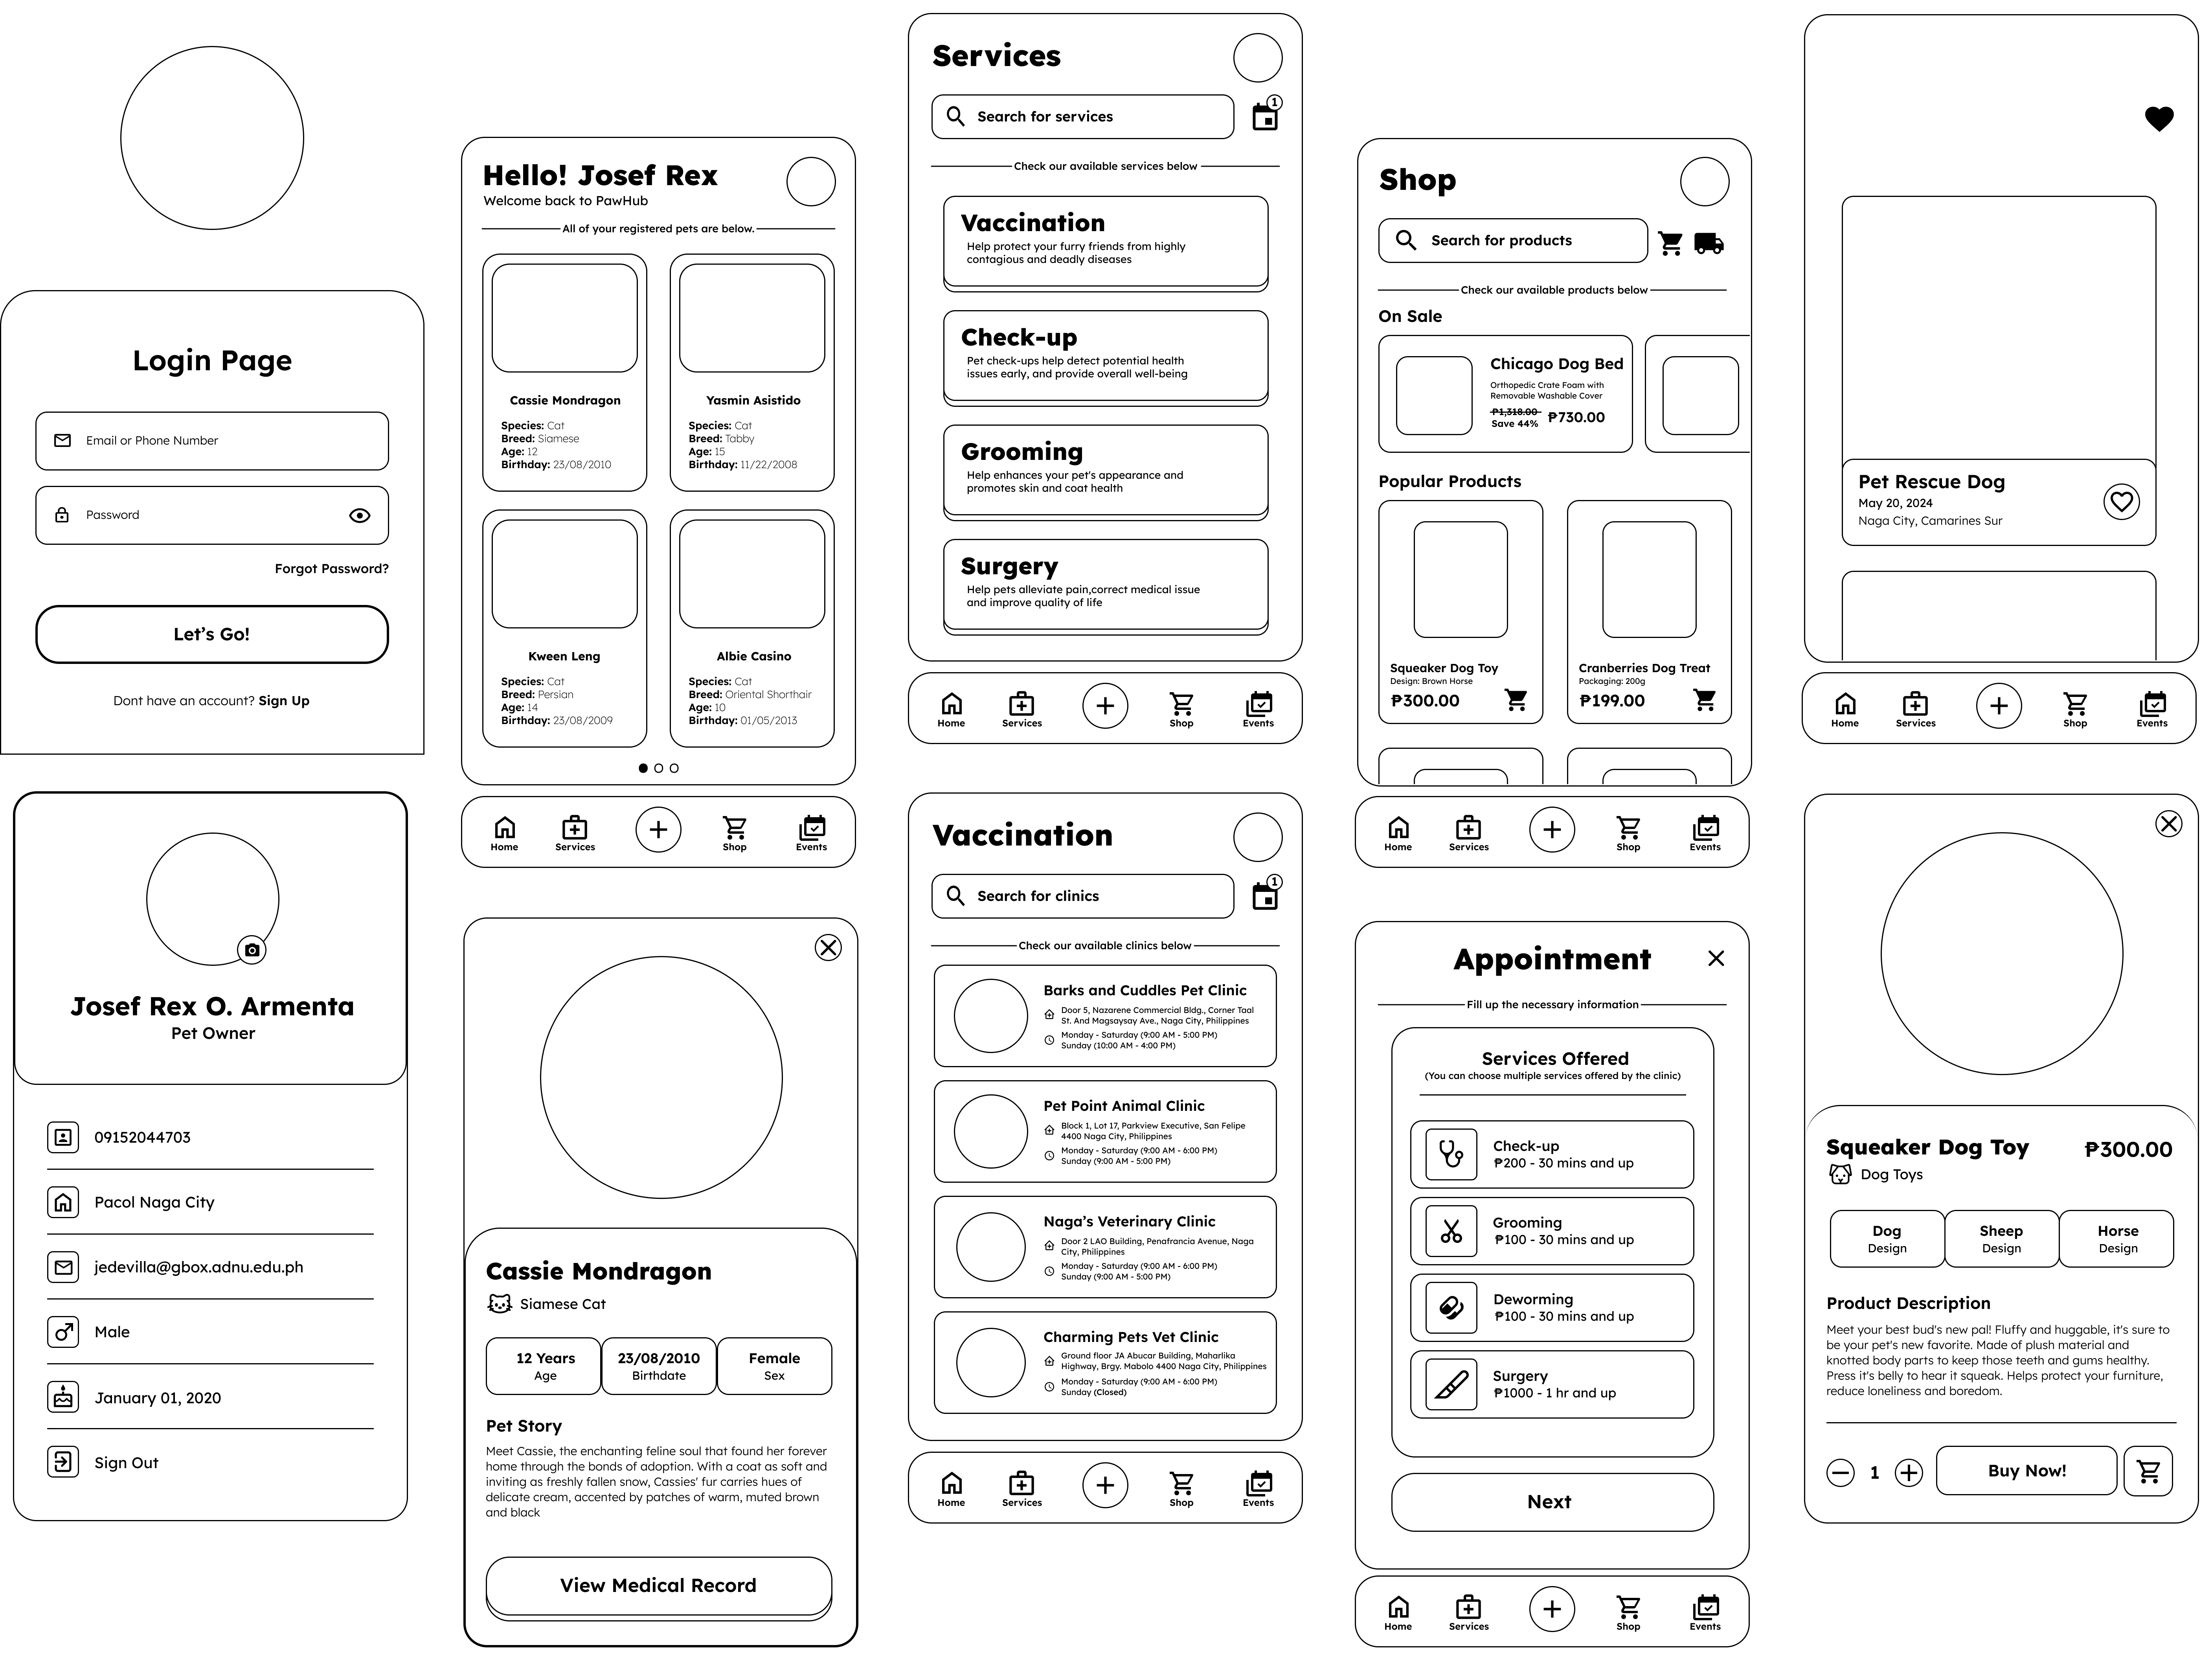 Login Page
Email or Phone Number
Password
Forgot Password?
Let's Go!
Dont have an account? Sign Up
Josef Rex O. Armenta
Pet Owner
09152044703
Pacol Naga City
jedevilla@gbox.adnu.edu.ph
Male
January 01, 2020
Sign Out
Hello! Josef Rex
Welcome back to PawHub
All of your registered pets are below.
Cassie Mondragon
Species: Cat
Breed: Siamese
Age: 12
Birthday: 23/08/2010
Yasmin Asistido
Species: Cat
Breed: Tabby
Age: 15
Birthday: 11/22/2008
Kween Leng
Species: Cat
Breed: Persian
Age: 14
Birthday: 23/08/2009
Albie Casino
Species: Cat
Breed: Oriental Shorthair
Age: 10
Birthday: 01/05/2013
Home Services Shop Events
Cassie Mondragon
Siamese Cat
12 Years
Age
23/08/2010
Birthdate
Female
Sex
Pet Story
Meet Cassie, the enchanting feline soul that found her forever
home through the bonds of adoption. With a coat as soft and
inviting as freshly fallen snow, Cassies' fur carries hues of
delicate cream, accented by patches of warm, muted brown
and black
View Medical Record
Services
Search for services
1
Check our available services below
Vaccination
Help protect your furry friends from highly
contagious and deadly diseases
Check-up
Pet check-ups help detect potential health
issues early, and provide overall well-being
Grooming
Help enhances your pet's appearance and
promotes skin and coat health
Surgery
Help pets alleviate pain,correct medical issue
and improve quality of life
Home Services Shop Events
Vaccination
Search for clinics
1
Check our available clinics below
Barks and Cuddles Pet Clinic
Door 5, Nazarene Commercial Bldg., Corner Taal
St. And Magsaysay Ave., Naga City, Philippines
Monday - Saturday (9:00 AM - 5:00 PM)
Sunday (10:00 AM - 4:00 PM)
Pet Point Animal Clinic
Block 1, Lot 17, Parkview Executive, San Felipe
4400 Naga City, Philippines
Monday - Saturday (9:00 AM - 6:00 PM)
Sunday (9:00 AM - 5:00 PM)
Naga's Veterinary Clinic
Door 2 LAO Building, Penafrancia Avenue, Naga
City, Philippines
Monday - Saturday (9:00 AM - 6:00 PM)
Sunday (9:00 AM - 5:00 PM)
Charming Pets Vet Clinic
Ground floor JA Abucar Building, Maharlika
Highway, Brgy. Mabolo 4400 Naga City, Philippines
Monday - Saturday (9:00 AM - 6:00 PM)
Sunday (Closed)
Home Services Shop Events
Shop
Search for products
Check our available products below
On Sale
Chicago Dog Bed
Orthopedic Crate Foam with
Removable Washable Cover
₱1,318.00
Save 44%
₱730.00
Popular Products
Squeaker Dog Toy
Design: Brown Horse
₱300.00
Cranberries Dog Treat
Packaging: 200g
₱199.00
Home Services Shop Events
Appointment
Fill up the necessary information
Services Offered
(You can choose multiple services offered by the clinic)
Check-up
₱200 - 30 mins and up
Grooming
₱100 - 30 mins and up
Deworming
₱100 - 30 mins and up
Surgery
₱1000 - 1 hr and up
Next
Home Services Shop Events
Pet Rescue Dog
May 20, 2024
Naga City, Camarines Sur
Home Services Shop Events
Squeaker Dog Toy
₱300.00
Dog Toys
Dog
Design
Sheep
Design
Horse
Design
Product Description
Meet your best bud's new pal! Fluffy and huggable, it's sure to
be your pet's new favorite. Made of plush material and
knotted body parts to keep those teeth and gums healthy.
Press it's belly to hear it squeak. Helps protect your furniture,
reduce loneliness and boredom.
1
Buy Now!